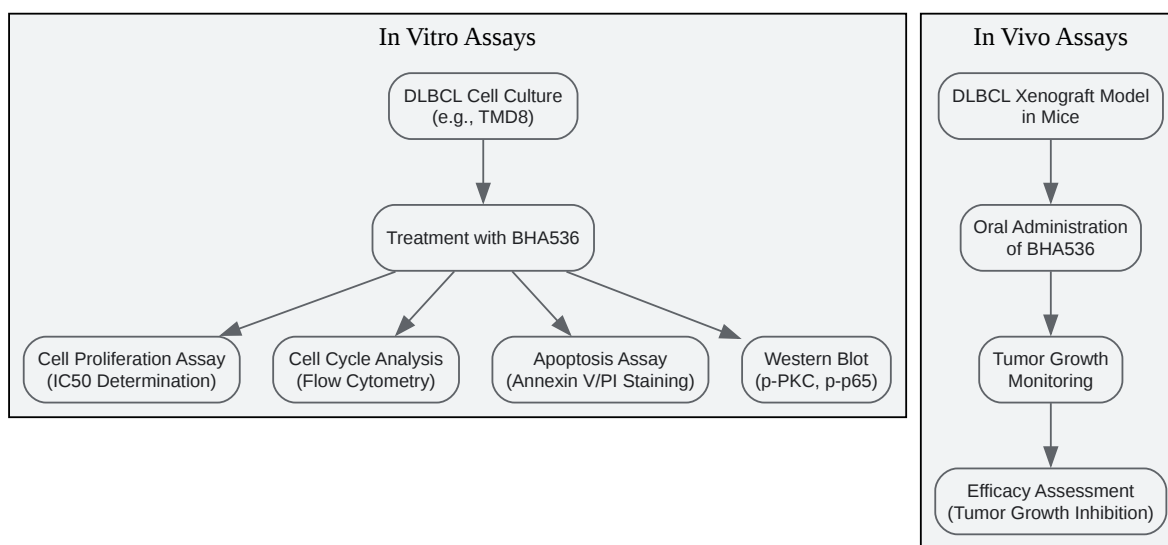 In Vitro Assays
DLBCL Cell Culture
(e.g., TMD8)
Treatment with BHA536
Cell Proliferation Assay
(IC50 Determination)
Cell Cycle Analysis
(Flow Cytometry)
Apoptosis Assay
(Annexin V/PI Staining)
Western Blot
(p-PKC, p-p65)
In Vivo Assays
DLBCL Xenograft Model
in Mice
Oral Administration
of BHA536
Tumor Growth
Monitoring
Efficacy Assessment
(Tumor Growth Inhibition)